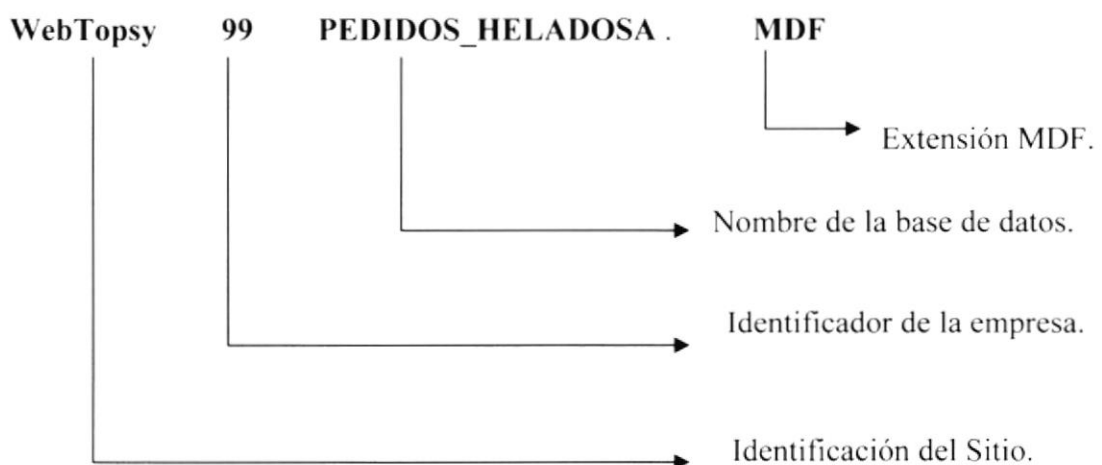 WebTopsy 99 PEDIDOS_HELADOSA . MDF
Extensión MDF.
Nombre de la base de datos.
Identificador de la empresa.
Identificación del Sitio.